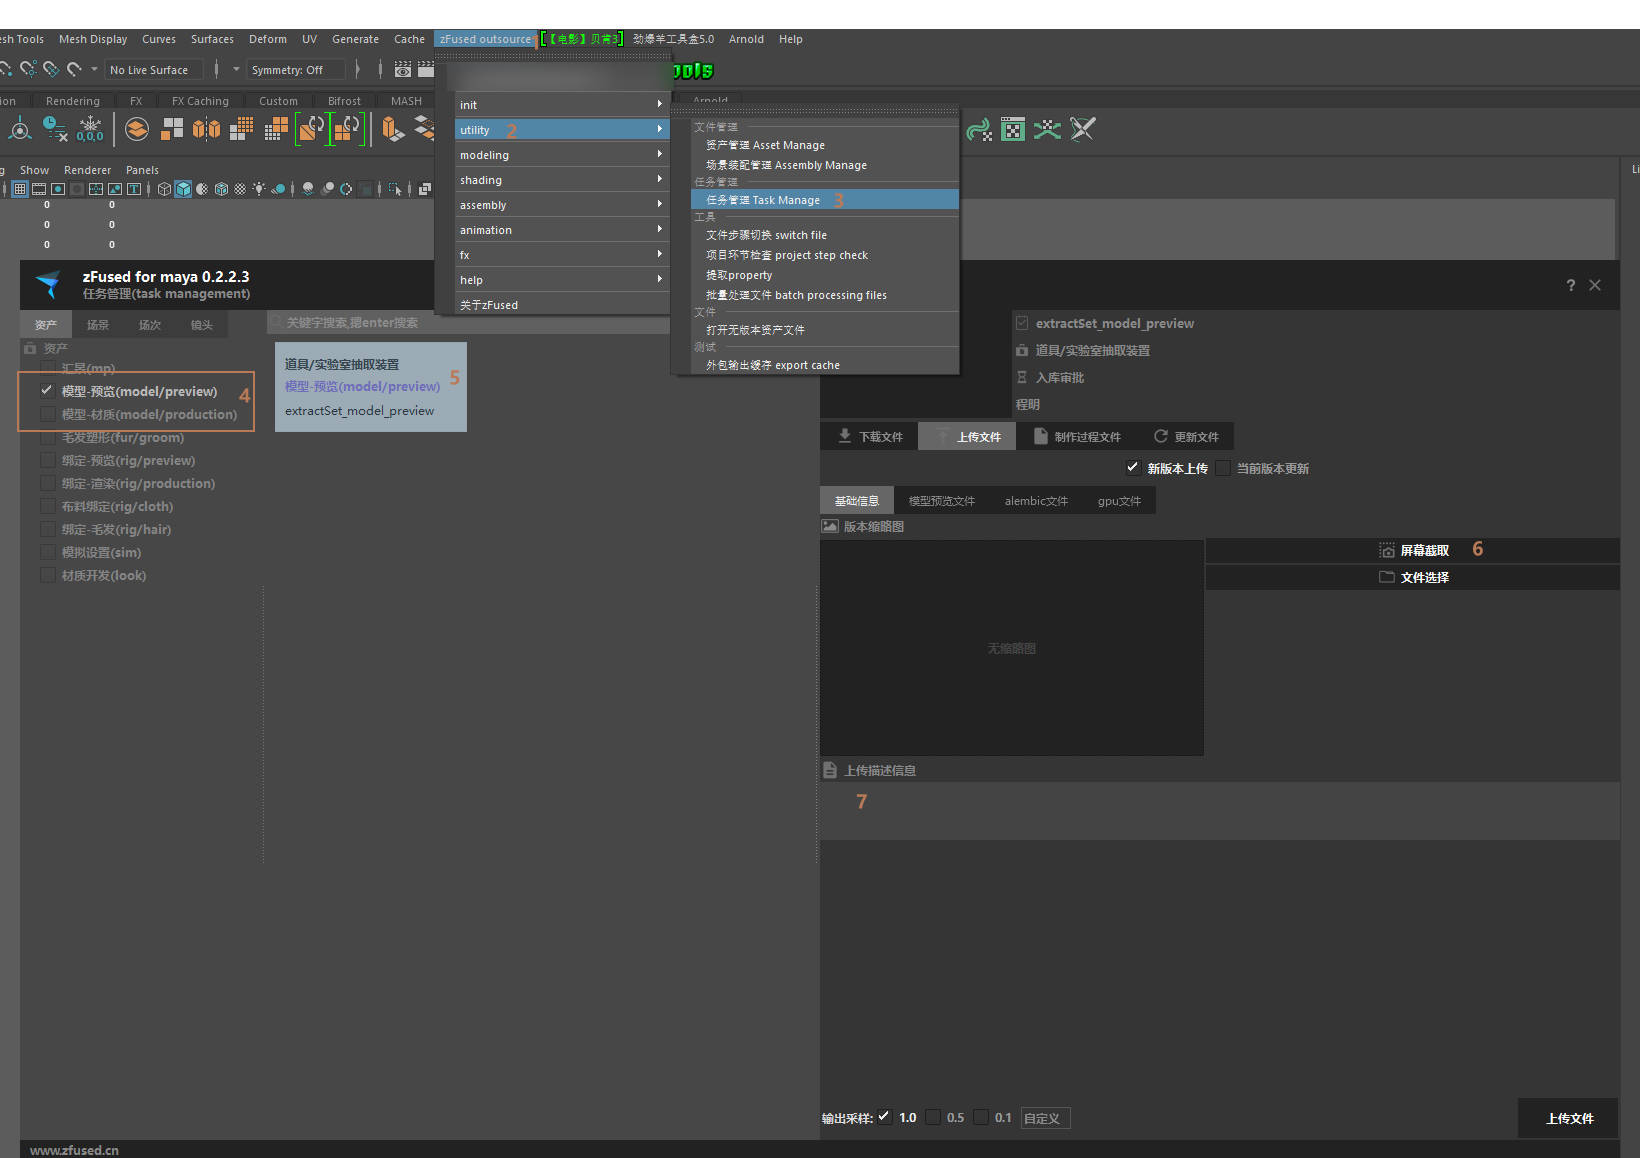 esh Tools Mesh Display Curves Surfaces Deform UV Generate Cache zFused outsource 1 【电影】贝肯3 劲爆羊工具盒5.0 Arnold Help
No Live Surface Symmetry: Off
ools
ion Rendering FX FX Caching Custom Bifrost MASH Arnold
0,0,0
g Show Renderer Panels
Li
0 0
0 0
0 0
init
utility 2
modeling
shading
assembly
animation
fx
help
关于zFused
文件管理
资产管理 Asset Manage
场景装配管理 Assembly Manage
任务管理
任务管理 Task Manage 3
工具
文件步骤切换 switch file
项目环节检查 project step check
提取property
批量处理文件 batch processing files
文件
打开无版本资产文件
测试
外包输出缓存 export cache
zFused for maya 0.2.2.3
任务管理(task management)
? ×
资产 场景 场次 镜头
关键字搜索,摁enter搜索
资产
汇景(mp)
模型-预览(model/preview) 4
模型-材质(model/production)
毛发塑形(fur/groom)
绑定-预览(rig/preview)
绑定-渲染(rig/production)
布料绑定(rig/cloth)
绑定-毛发(rig/hair)
模拟设置(sim)
材质开发(look)
道具/实验室抽取装置
模型-预览(model/preview) 5
extractSet_model_preview
extractSet_model_preview
道具/实验室抽取装置
入库审批
程明
下载文件 上传文件 制作过程文件 更新文件
新版本上传 当前版本更新
基础信息 模型预览文件 alembic文件 gpu文件
版本缩略图
屏幕截取 6
文件选择
无缩略图
上传描述信息
7
输出采样: 1.0 0.5 0.1 自定义
上传文件
www.zfused.cn